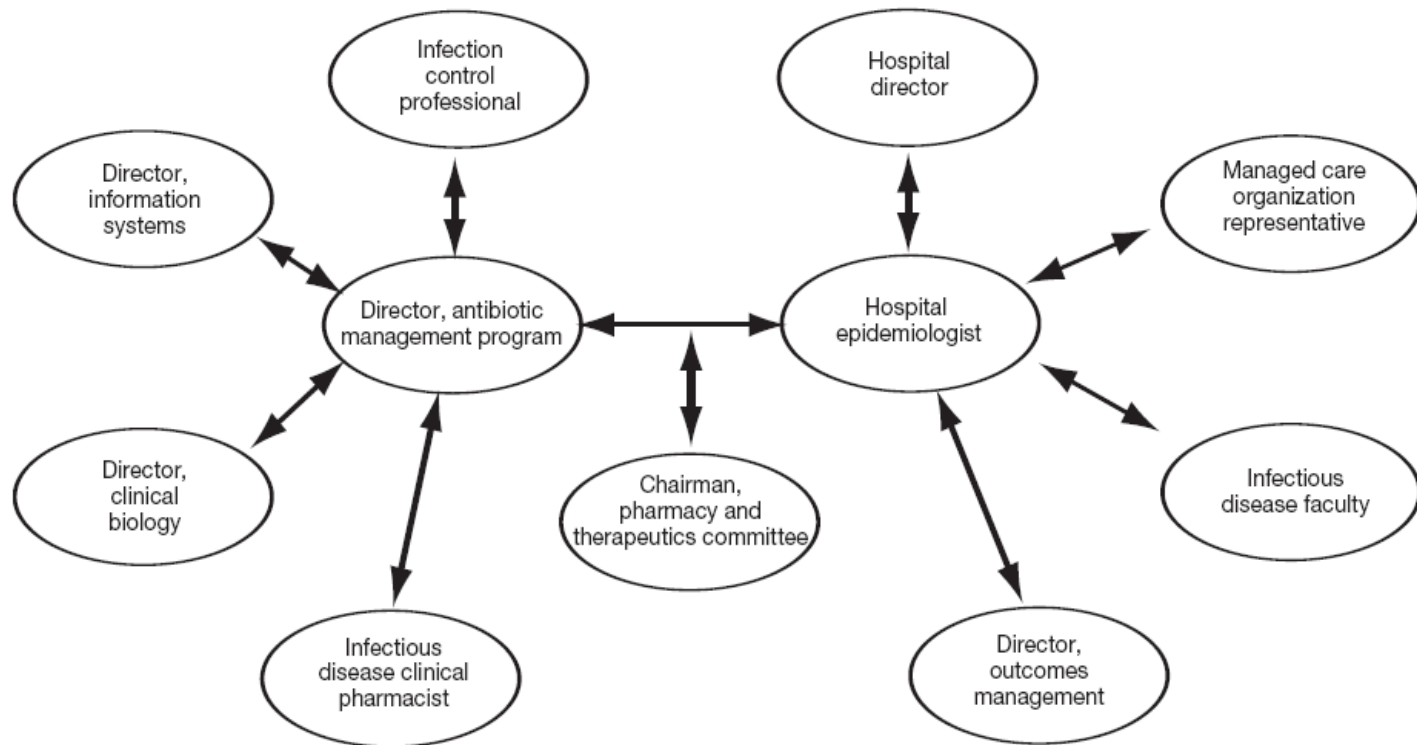 Infection
control
professional
Hospital
director
Director,
information
systems
Managed care
organization
representative
Director, antibiotic
management program
Hospital
epidemiologist
Director,
clinical
biology
Chairman,
pharmacy and
therapeutics committee
Infectious
disease faculty
Infectious
disease clinical
pharmacist
Director,
outcomes
management